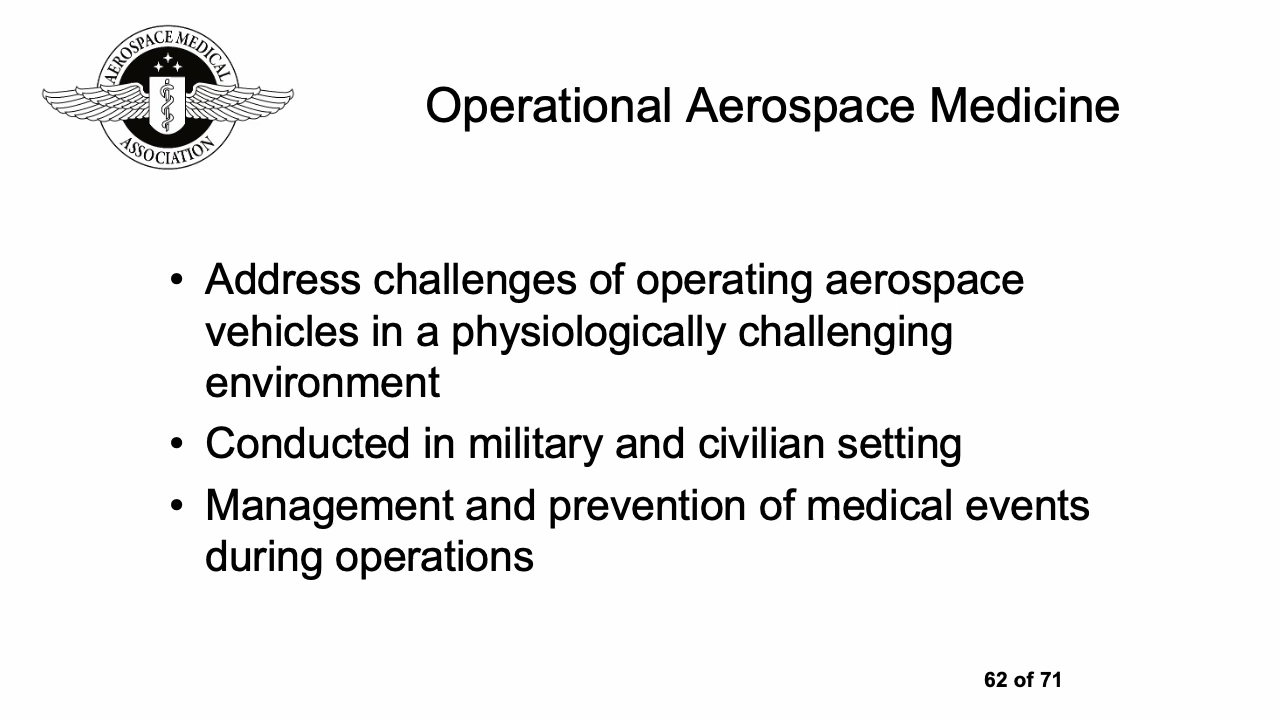 AEROSPACE MEDICAL
ASSOCIATION
Operational Aerospace Medicine
• Address challenges of operating aerospace
vehicles in a physiologically challenging
environment
• Conducted in military and civilian setting
• Management and prevention of medical events
during operations
62 of 71